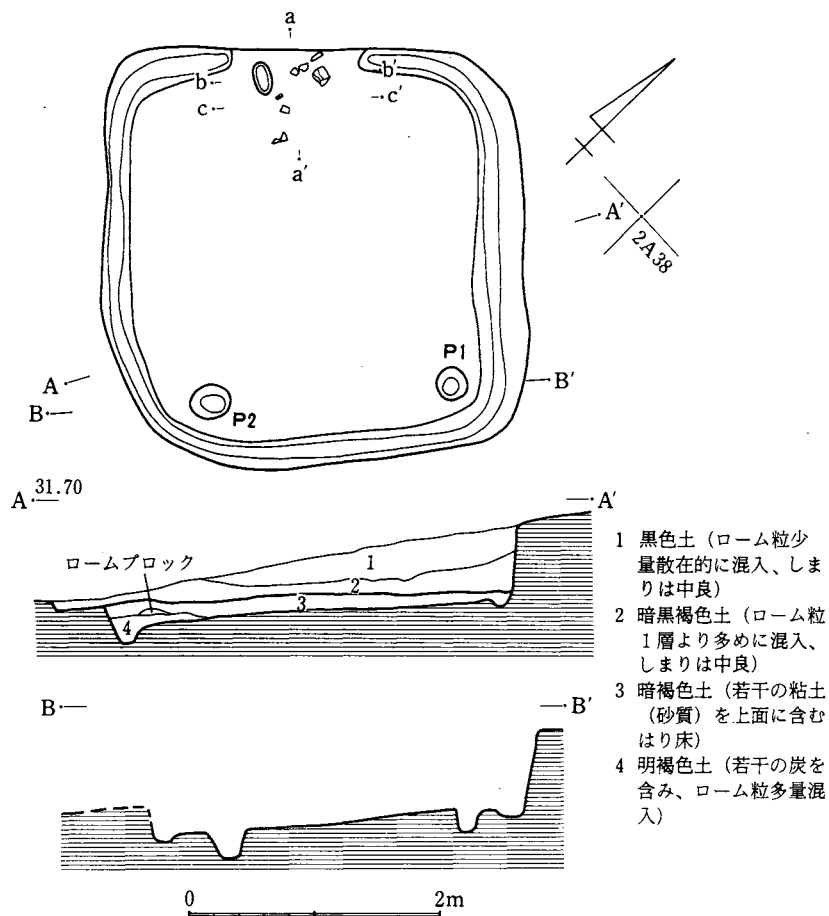 a
b
b′
c
c′
a′
A′
2A38
P1
A
B′
B
P2
A 31.70
A′
ロームブロック
1
2
3
4
B
B′
1 黒色土（ローム粒少
量散在的に混入、しま
りは中良）
2 暗黒褐色土（ローム粒
1層より多めに混入、
しまりは中良）
3 暗褐色土（若干の粘土
（砂質）を上面に含む
はり床）
4 明褐色土（若干の炭を
含み、ローム粒多量混
入）
0 2m